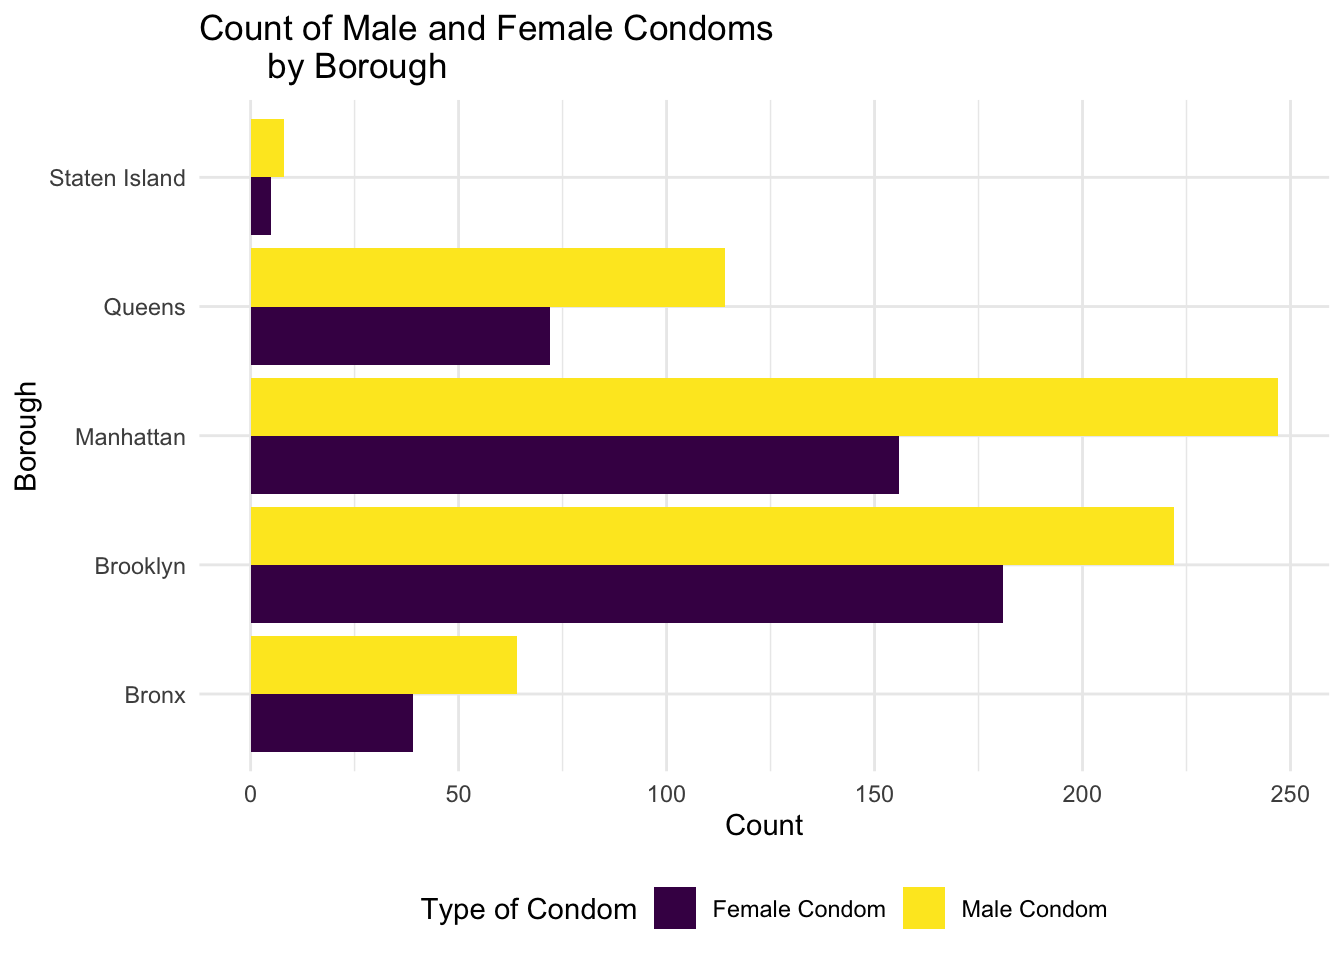 Count of Male and Female Condoms
by Borough
Staten Island
Queens
Manhattan
Brooklyn
Bronx
Borough
0 50 100 150 200 250
Count
Type of Condom Female Condom Male Condom